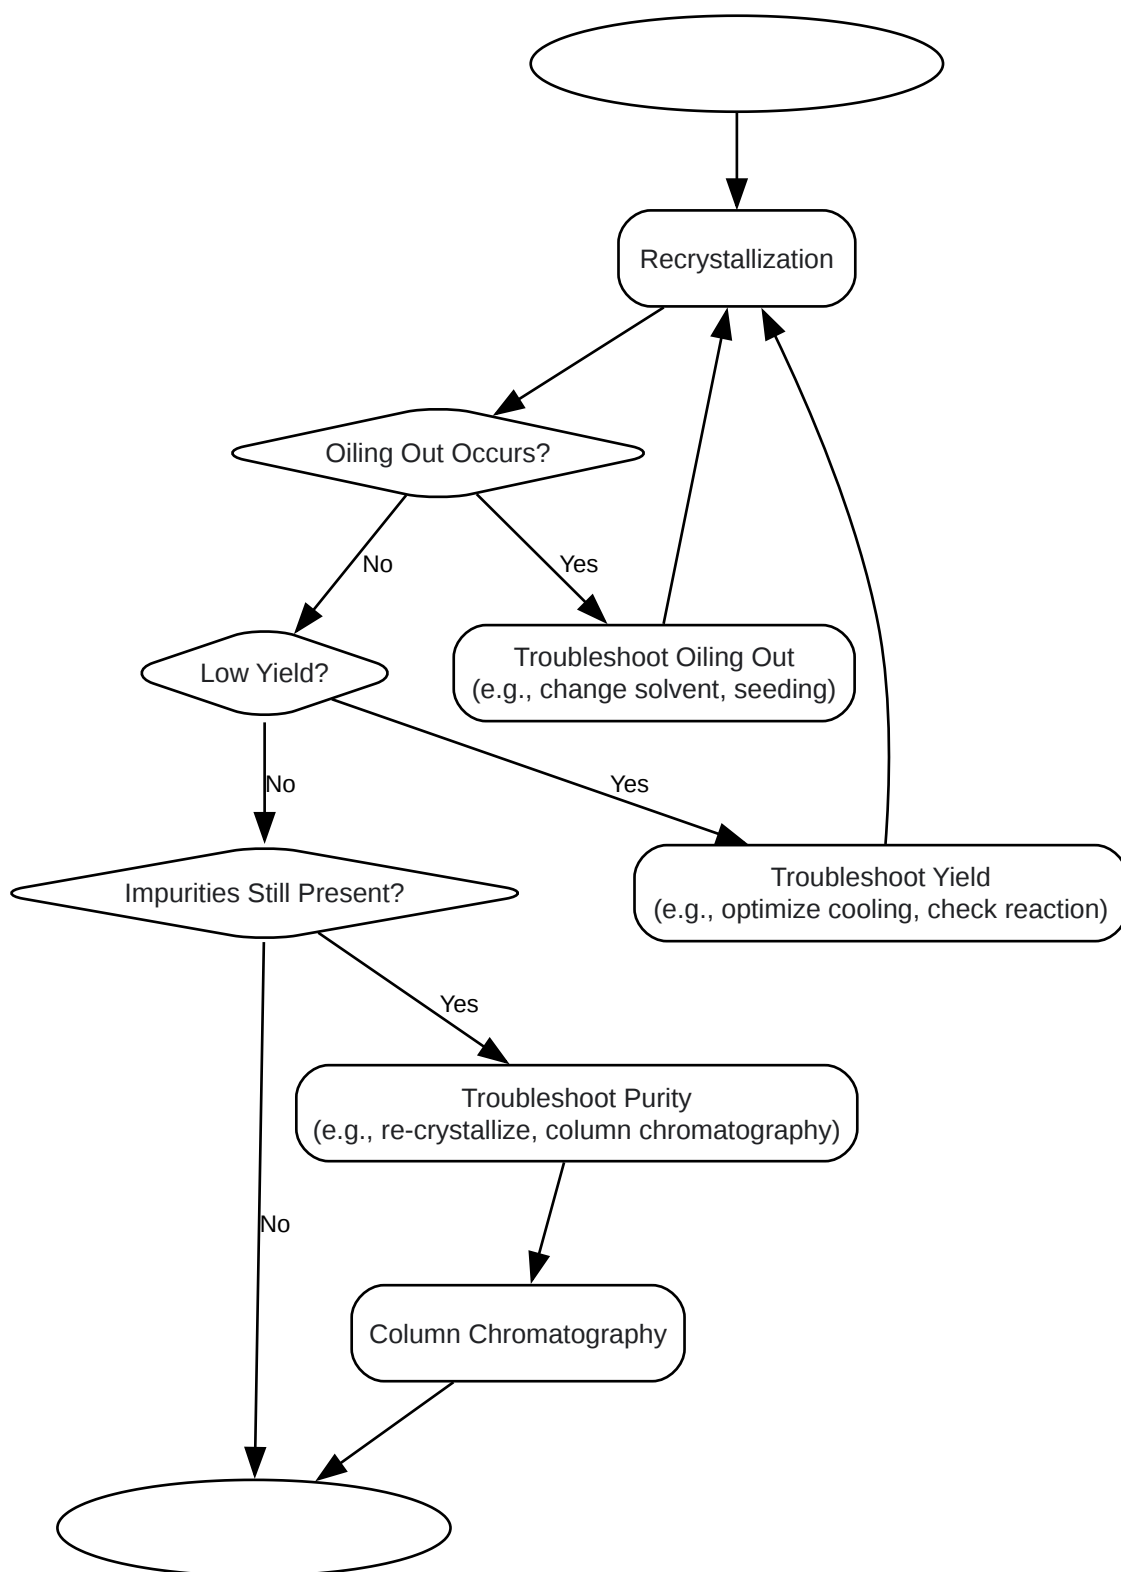 Recrystallization
Oiling Out Occurs?
No
Yes
Low Yield?
Troubleshoot Oiling Out
(e.g., change solvent, seeding)
No
Yes
Impurities Still Present?
Troubleshoot Yield
(e.g., optimize cooling, check reaction)
Yes
Troubleshoot Purity
(e.g., re-crystallize, column chromatography)
No
Column Chromatography